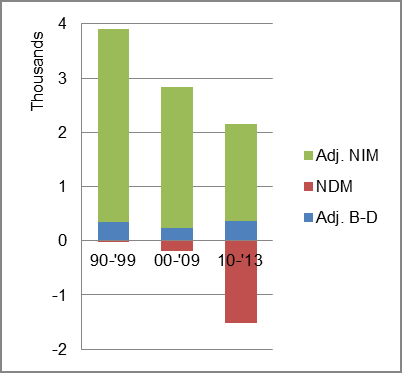 Thousands
4
3
2
1
0
-1
-2
90-'99
00-'09
10-'13
Adj. NIM
NDM
Adj. B-D